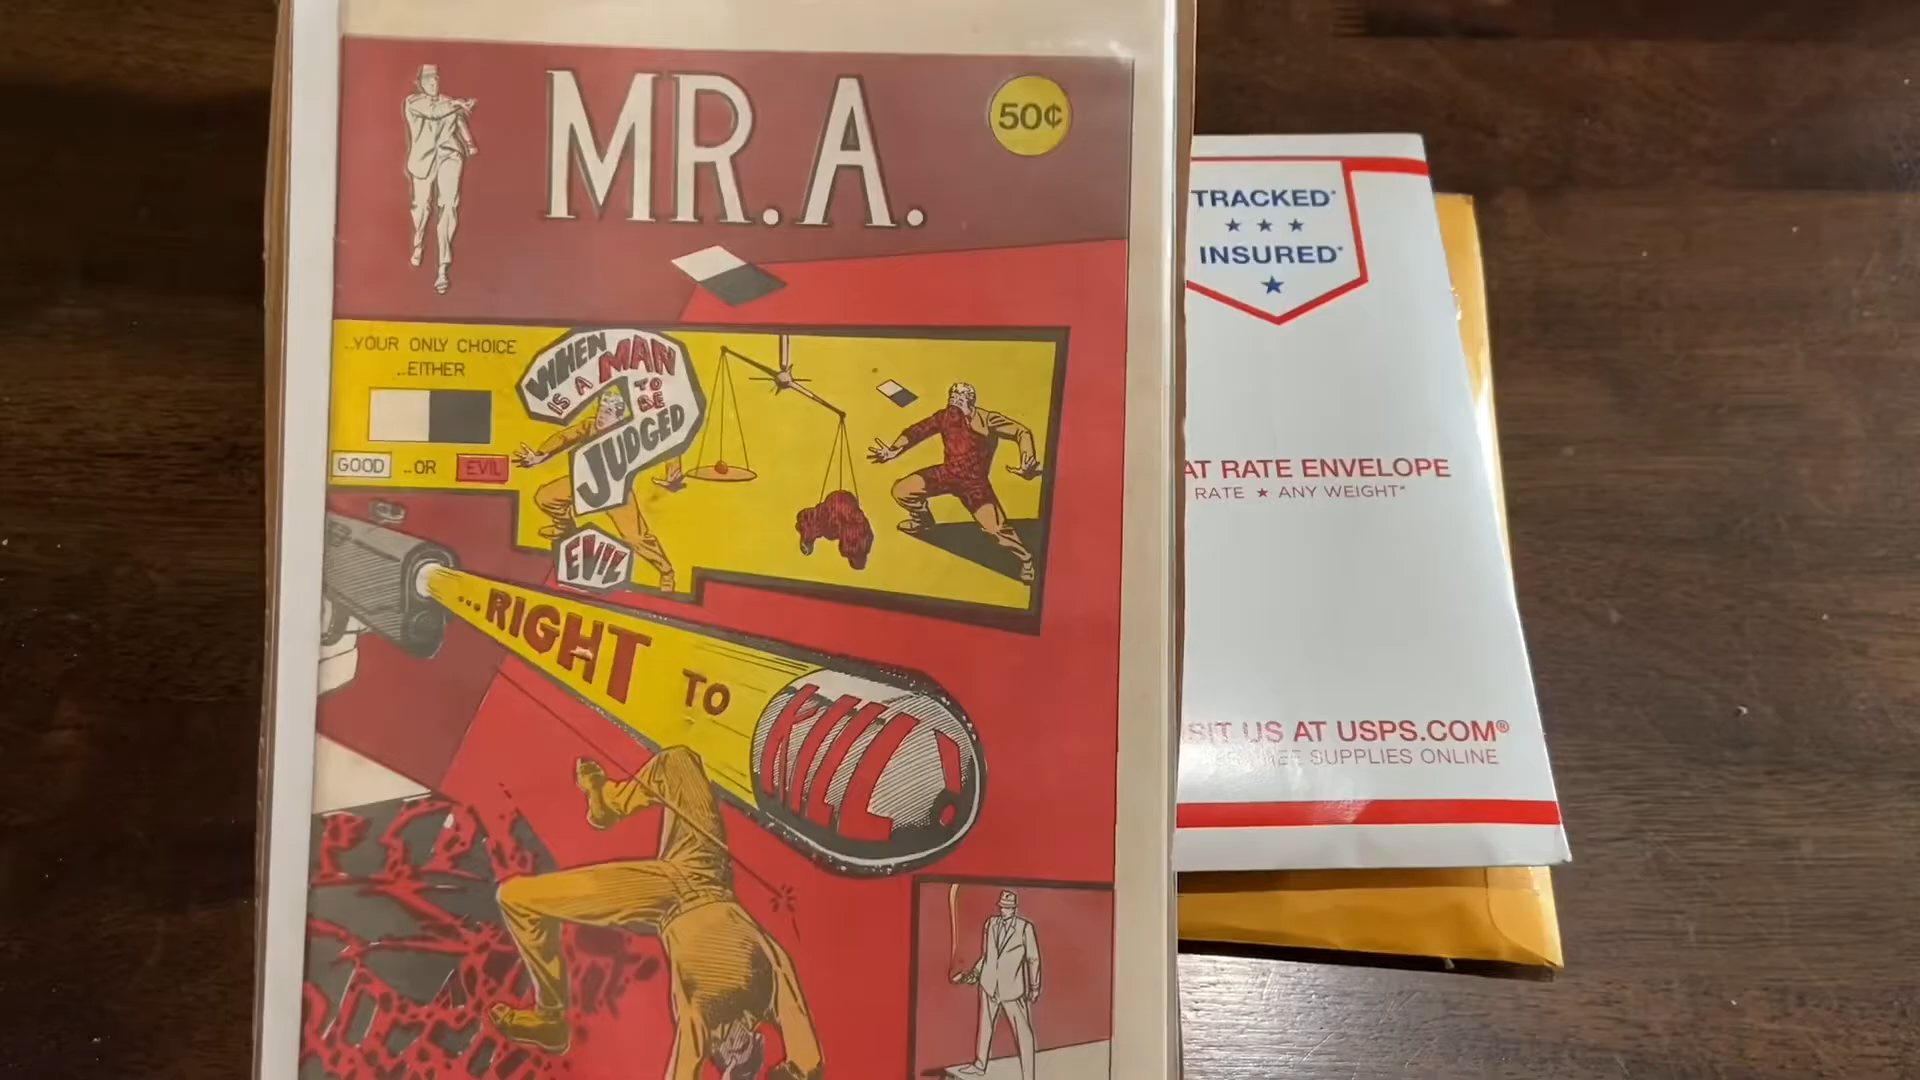 MR. A.
50¢
..YOUR ONLY CHOICE
..EITHER
GOOD ..OR EVIL
WHEN
IS A MAN
TO
BE
JUDGED
EVIL
...RIGHT TO KILL!
TRACKED*
INSURED*
AT RATE ENVELOPE
RATE ★ ANY WEIGHT*
SIT US AT USPS.COM®
SUPPLIES ONLINE